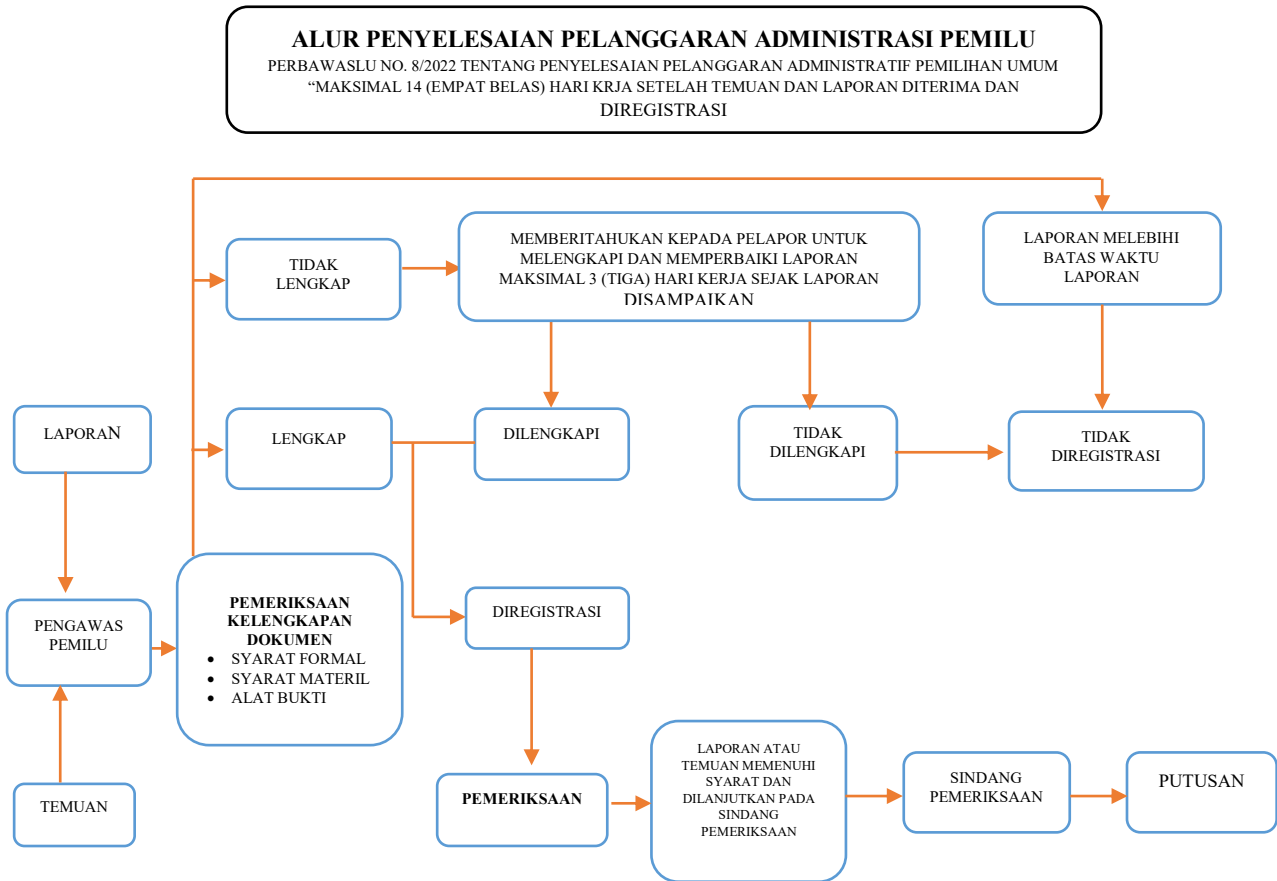 ALUR PENYELESAIAN PELANGGARAN ADMINISTRASI PEMILU
PERBAWASLU NO. 8/2022 TENTANG PENYELESAIAN PELANGGARAN ADMINISTRATIF PEMILIHAN UMUM
“MAKSIMAL 14 (EMPAT BELAS) HARI KRJA SETELAH TEMUAN DAN LAPORAN DITERIMA DAN
DIREGISTRASI
TIDAK
LENGKAP
MEMBERITAHUKAN KEPADA PELAPOR UNTUK
MELENGKAPI DAN MEMPERBAIKI LAPORAN
MAKSIMAL 3 (TIGA) HARI KERJA SEJAK LAPORAN
DISAMPAIKAN
LAPORAN MELEBIHI
BATAS WAKTU
LAPORAN
LAPORAN
LENGKAP
DILENGKAPI
TIDAK
DILENGKAPI
TIDAK
DIREGISTRASI
PENGAWAS
PEMILU
PEMERIKSAAN
KELENGKAPAN
DOKUMEN
• SYARAT FORMAL
• SYARAT MATERIL
• ALAT BUKTI
DIREGISTRASI
TEMUAN
PEMERIKSAAN
LAPORAN ATAU
TEMUAN MEMENUHI
SYARAT DAN
DILANJUTKAN PADA
SINDANG
PEMERIKSAAN
SINDANG
PEMERIKSAAN
PUTUSAN